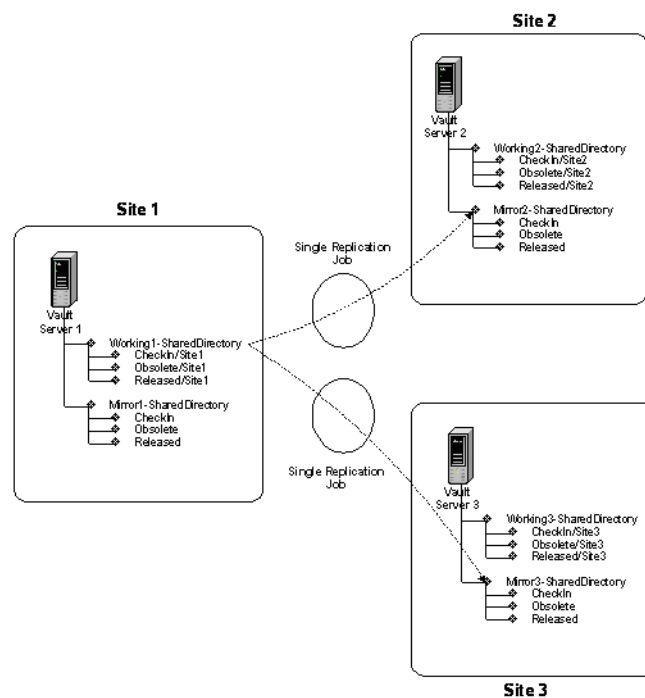 Site 2
Vault
Server 2
Working2-SharedDirectory
CheckIn/Site2
Obsolete/Site2
Released/Site2
Mirror2-SharedDirectory
CheckIn
Obsolete
Released
Site 1
Vault
Server 1
Working1-SharedDirectory
CheckIn/Site1
Obsolete/Site1
Released/Site1
Mirror1-SharedDirectory
CheckIn
Obsolete
Released
Single Replication
Job
Single Replication
Job
Vault
Server 3
Working3-SharedDirectory
CheckIn/Site3
Obsolete/Site3
Released/Site3
Mirror3-SharedDirectory
CheckIn
Obsolete
Released
Site 3